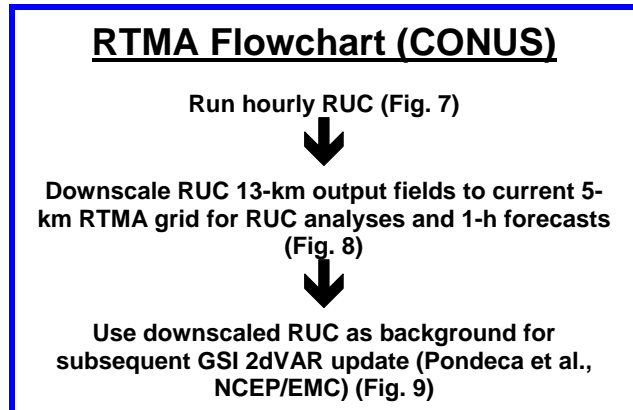 RTMA Flowchart (CONUS)
Run hourly RUC (Fig. 7)
Downscale RUC 13-km output fields to current 5-
km RTMA grid for RUC analyses and 1-h forecasts
(Fig. 8)
Use downscaled RUC as background for
subsequent GSI 2dVAR update (Pondeca et al.,
NCEP/EMC) (Fig. 9)